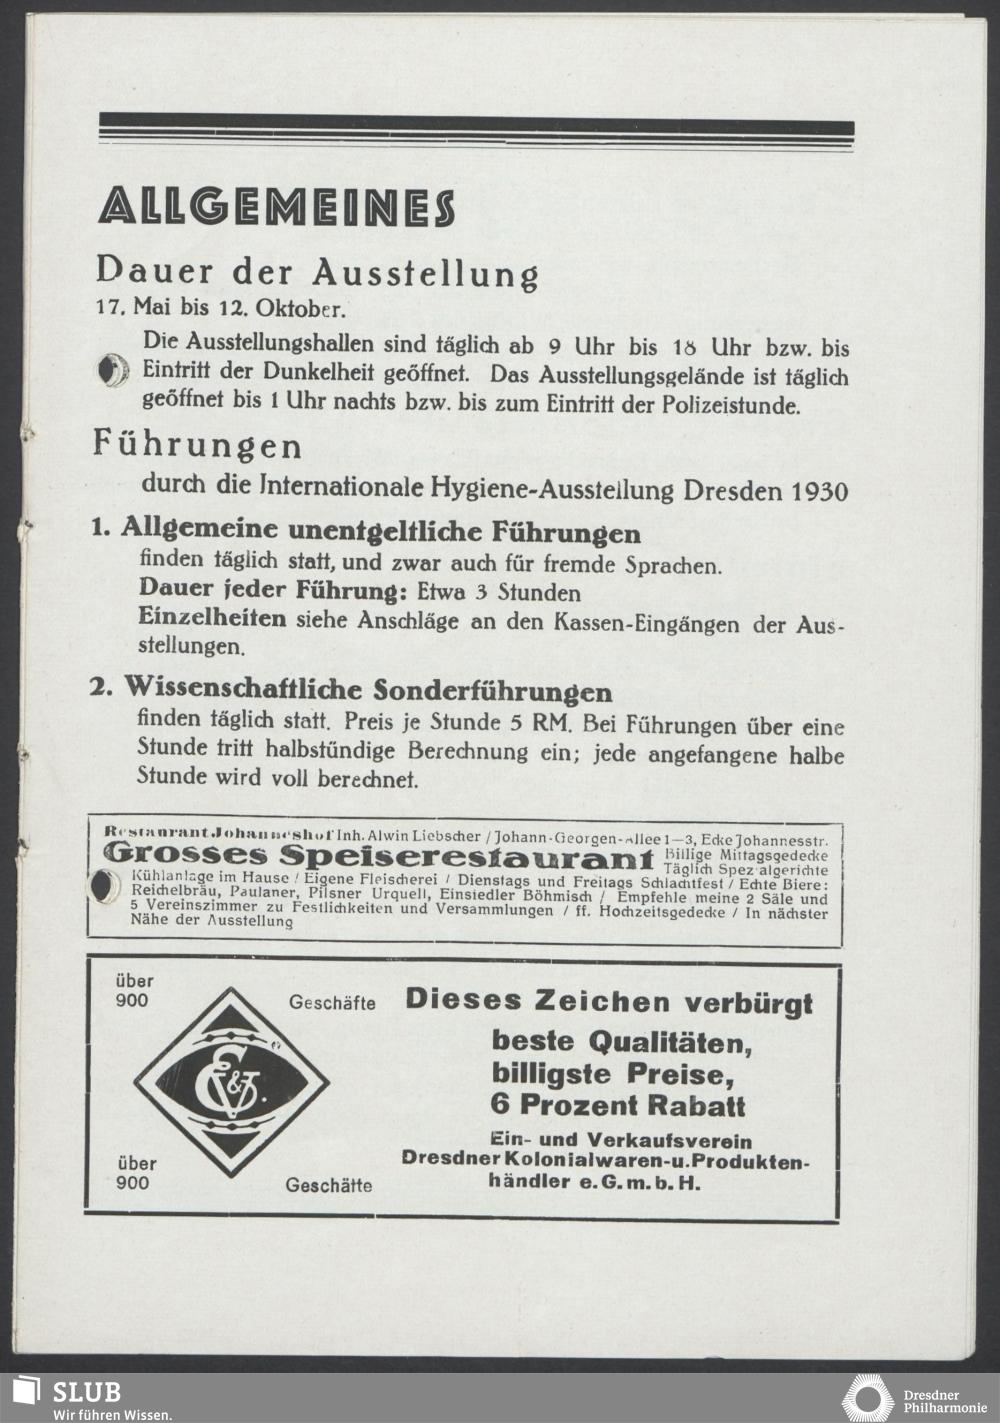 ALLGEMEINES
Dauer der Ausstellung
17. Mai bis 12. Oktober.
Die Ausstellungshallen sind täglich ab 9 Uhr bis 18 Uhr bzw. bis
Eintritt der Dunkelheit geöffnet. Das Ausstellungsgelände ist täglich
geöffnet bis 1 Uhr nachts bzw. bis zum Eintritt der Polizeistunde.
Führungen
durch die Internationale Hygiene-Ausstellung Dresden 1930
1. Allgemeine unentgeltliche Führungen
finden täglich statt, und zwar auch für fremde Sprachen.
Dauer jeder Führung: Etwa 3 Stunden
Einzelheiten siehe Anschläge an den Kassen-Eingängen der Aus-
stellungen.
2. Wissenschaftliche Sonderführungen
finden täglich statt. Preis je Stunde 5 RM. Bei Führungen über eine
Stunde tritt halbstündige Berechnung ein; jede angefangene halbe
Stunde wird voll berechnet.
Restaurant Johanneshof Inh. Alwin Liebscher / Johann-Georgen-Allee 1—3, Ecke Johannesstr.
Grosses Speiserestaurant Billige Mittagsgedecke
Täglich Spezialgerichte
Kühlanlage im Hause / Eigene Fleischerei / Dienstags und Freitags Schlachtfest / Echte Biere:
Reichelbräu, Paulaner, Pilsner Urquell, Einsiedler Böhmisch / Empfehle meine 2 Säle und
5 Vereinszimmer zu Festlichkeiten und Versammlungen / ff. Hochzeitsgedecke / In nächster
Nähe der Ausstellung
über
900 Geschäfte
E V & J.
über
900 Geschäfte
Dieses Zeichen verbürgt
beste Qualitäten,
billigste Preise,
6 Prozent Rabatt
Ein- und Verkaufsverein
Dresdner Kolonialwaren-u. Produkten-
händler e. G. m. b. H.
SLUB
Wir führen Wissen.
Dresdner
Philharmonie